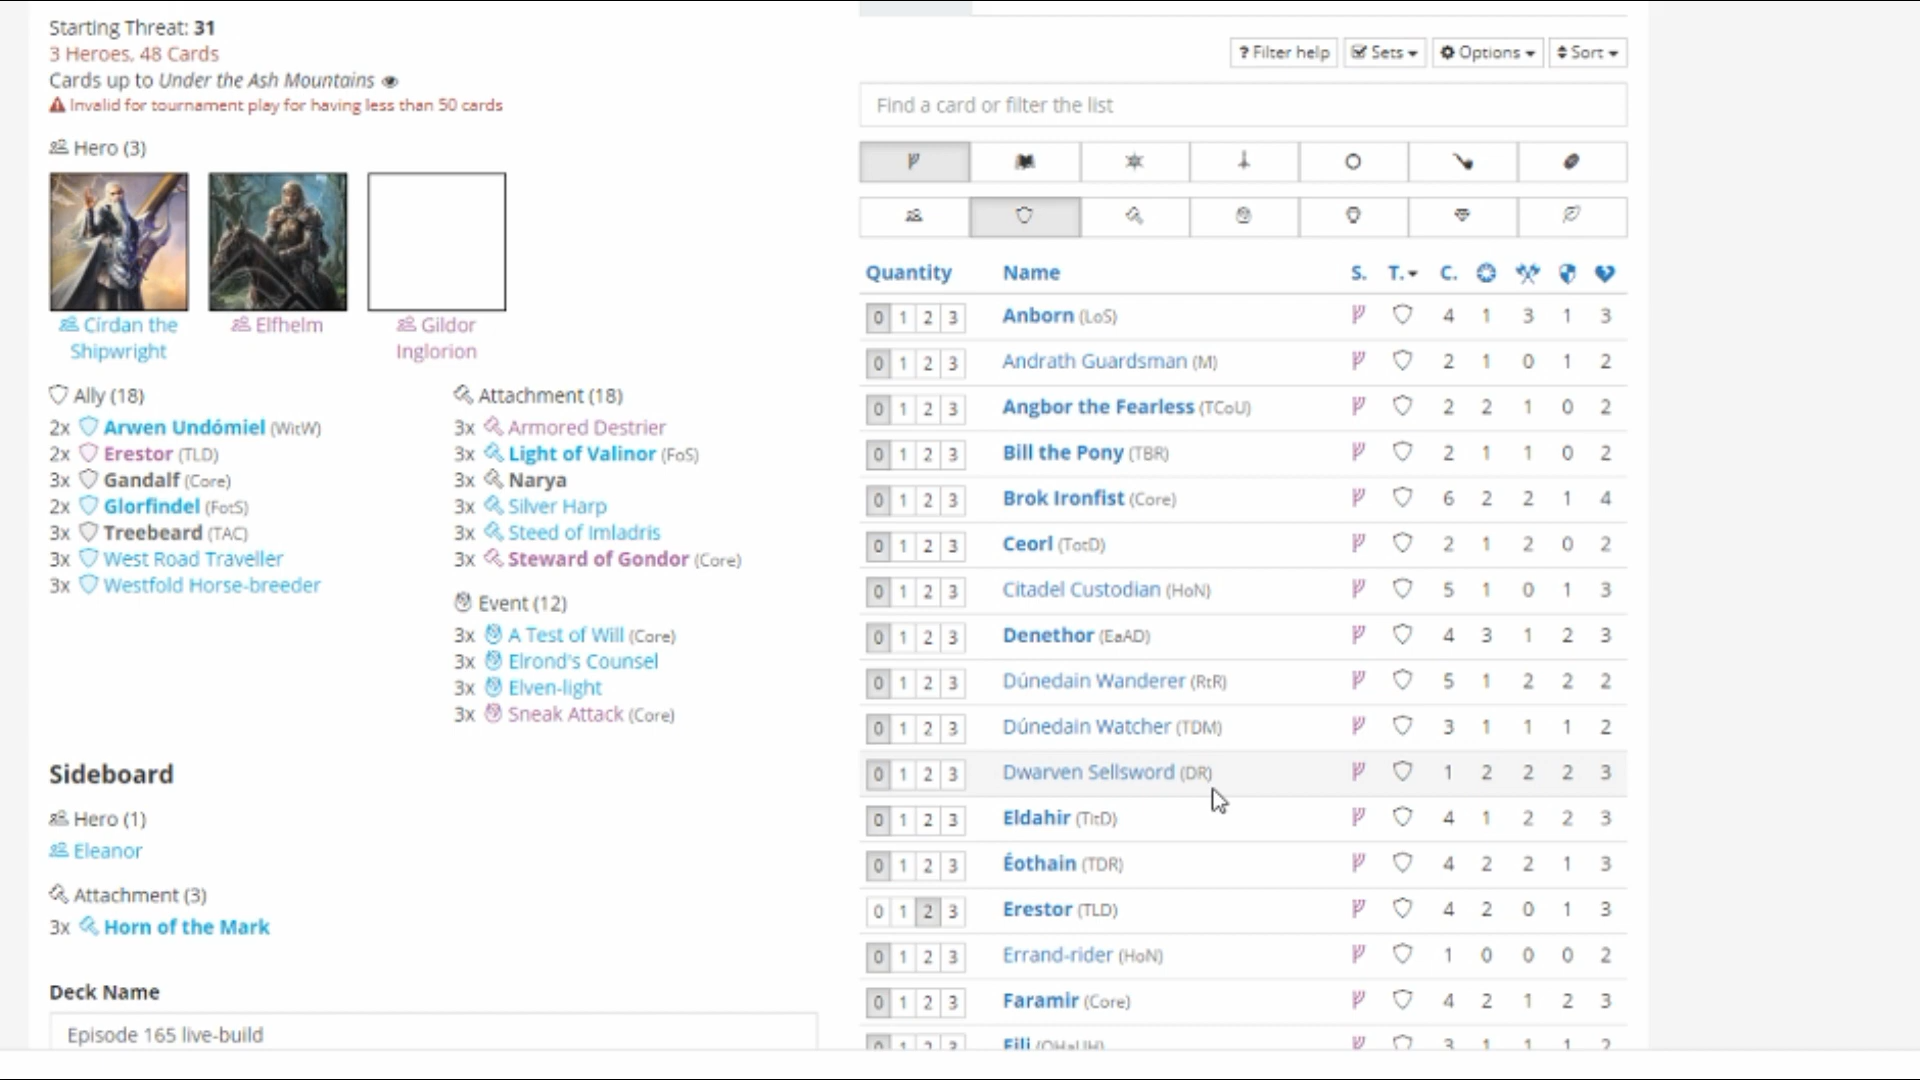 Starting Threat: 31
3 Heroes, 48 Cards
Cards up to Under the Ash Mountains
Invalid for tournament play for having less than 50 cards
Hero (3)
Círdan the Shipwright
Elfhelm
Gildor Inglorion
Ally (18)
2x Arwen Undómiel (WitW)
2x Erestor (TLD)
3x Gandalf (Core)
2x Glorfindel (FotS)
3x Treebeard (TAC)
3x West Road Traveller
3x Westfold Horse-breeder
Attachment (18)
3x Armored Destrier
3x Light of Valinor (FoS)
3x Narya
3x Silver Harp
3x Steed of Imladris
3x Steward of Gondor (Core)
Event (12)
3x A Test of Will (Core)
3x Elrond's Counsel
3x Elven-light
3x Sneak Attack (Core)
Sideboard
Hero (1)
Eleanor
Attachment (3)
3x Horn of the Mark
Deck Name
Episode 165 live-build
? Filter help Sets Options Sort
Find a card or filter the list
Quantity Name S. T. C.
0 1 2 3 Anborn (LoS) 4 1 3 1 3
0 1 2 3 Andrath Guardsman (M) 2 1 0 1 2
0 1 2 3 Angbor the Fearless (TCoU) 2 2 1 0 2
0 1 2 3 Bill the Pony (TBR) 2 1 1 0 2
0 1 2 3 Brok Ironfist (Core) 6 2 2 1 4
0 1 2 3 Ceorl (TotD) 2 1 2 0 2
0 1 2 3 Citadel Custodian (HoN) 5 1 0 1 3
0 1 2 3 Denethor (EaAD) 4 3 1 2 3
0 1 2 3 Dúnedain Wanderer (RtR) 5 1 2 2 2
0 1 2 3 Dúnedain Watcher (TDM) 3 1 1 1 2
0 1 2 3 Dwarven Sellsword (DR) 1 2 2 2 3
0 1 2 3 Eldahir (TitD) 4 1 2 2 3
0 1 2 3 Éothain (TDR) 4 2 2 1 3
0 1 2 3 Erestor (TLD) 4 2 0 1 3
0 1 2 3 Errand-rider (HoN) 1 0 0 0 2
0 1 2 3 Faramir (Core) 4 2 1 2 3
0 1 2 3 Fili (OHaUH) 3 1 1 1 2